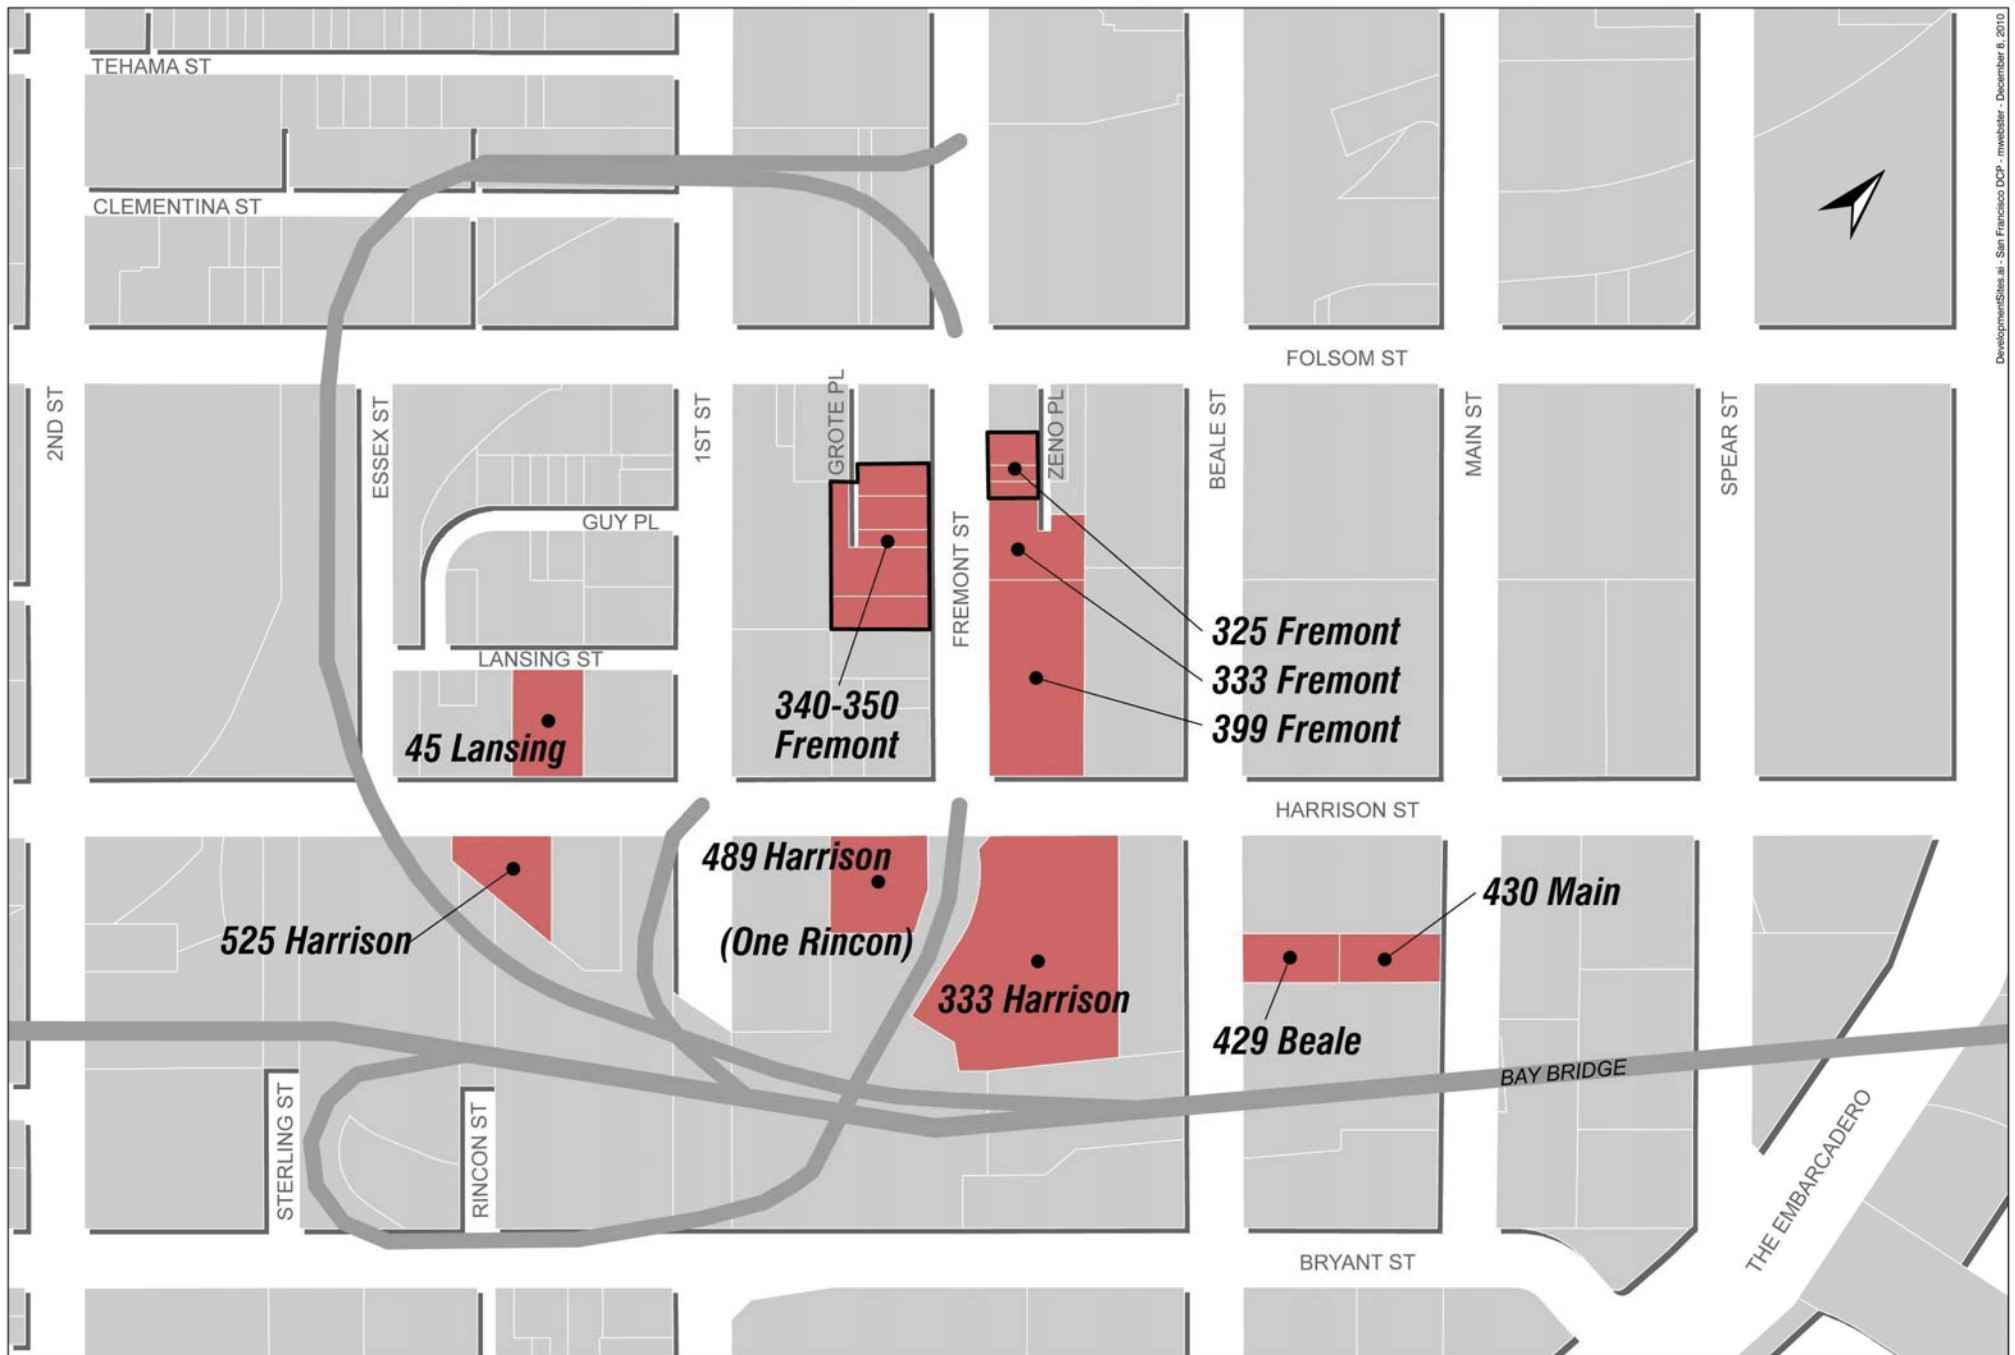 DevelopmentSites.ai - San Francisco DCP - mwebster - December 8, 2010
TEHAMA ST
CLEMENTINA ST
FOLSOM ST
2ND ST
ESSEX ST
1ST ST
GROTE PL
FREMONT ST
ZENO PL
BEALE ST
MAIN ST
SPEAR ST
GUY PL
LANSING ST
325 Fremont
333 Fremont
399 Fremont
340-350
Fremont
45 Lansing
HARRISON ST
489 Harrison
(One Rincon)
525 Harrison
333 Harrison
430 Main
429 Beale
BAY BRIDGE
STERLING ST
RINCON ST
THE EMBARCADERO
BRYANT ST